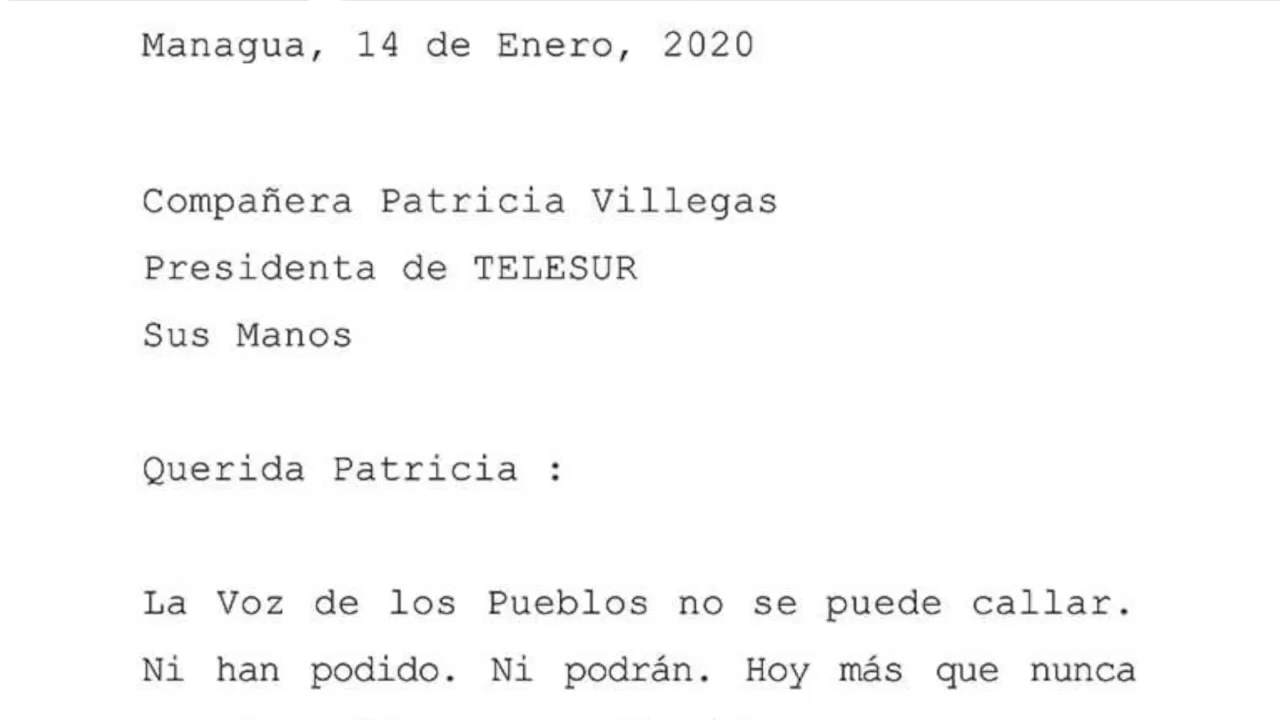 Managua, 14 de Enero, 2020
Compañera Patricia Villegas
Presidenta de TELESUR
Sus Manos
Querida Patricia :
La Voz de los Pueblos no se puede callar.
Ni han podido. Ni podrán. Hoy más que nunca